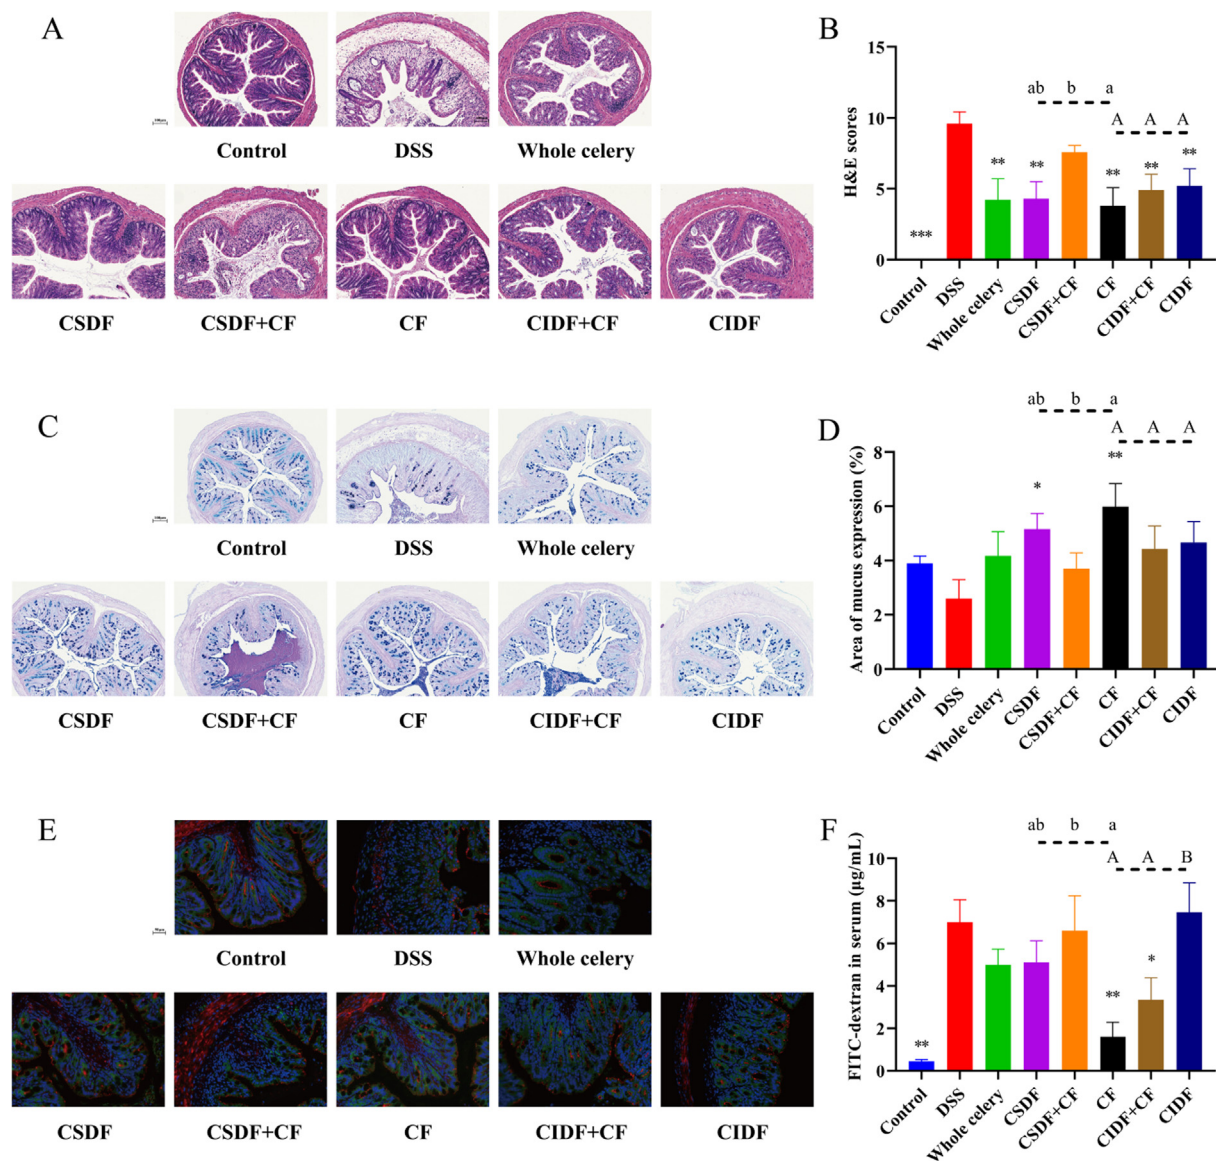 A
Control
DSS
Whole celery
CSDF
CSDF+CF
CF
CIDF+CF
CIDF
B
H&E scores
15
10
5
0
ab b a
A A A
***
**
**
**
**
**
Control
DSS
Whole celery
CSDF
CSDF+CF
CF
CIDF+CF
CIDF
C
Control
DSS
Whole celery
CSDF
CSDF+CF
CF
CIDF+CF
CIDF
D
Area of mucus expression (%)
8
6
4
2
0
ab b a
A A A
*
**
Control
DSS
Whole celery
CSDF
CSDF+CF
CF
CIDF+CF
CIDF
E
Control
DSS
Whole celery
CSDF
CSDF+CF
CF
CIDF+CF
CIDF
F
FITC-dextran in serum (μg/mL)
10
8
6
4
2
0
ab b a
A A B
**
**
*
Control
DSS
Whole celery
CSDF
CSDF+CF
CF
CIDF+CF
CIDF